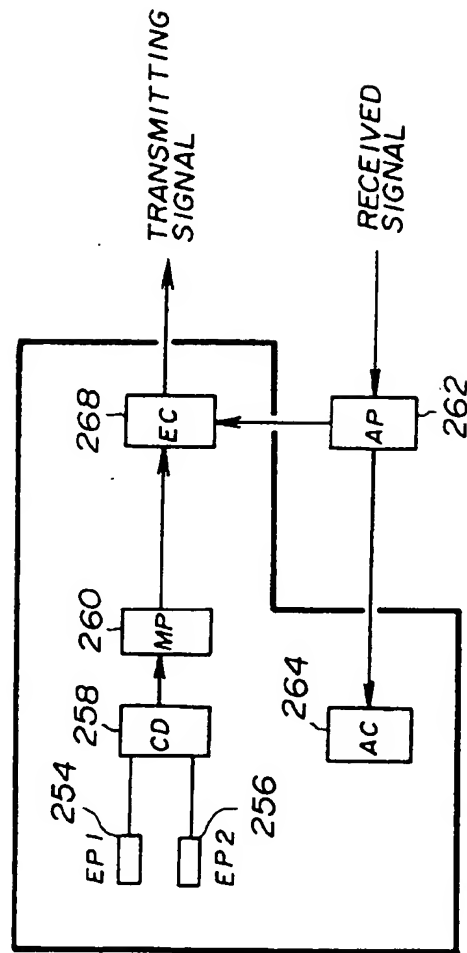 EP1
254
EP2
256
258
CD
260
MP
268
EC
TRANSMITTING
SIGNAL
264
AC
AP
262
RECEIVED
SIGNAL